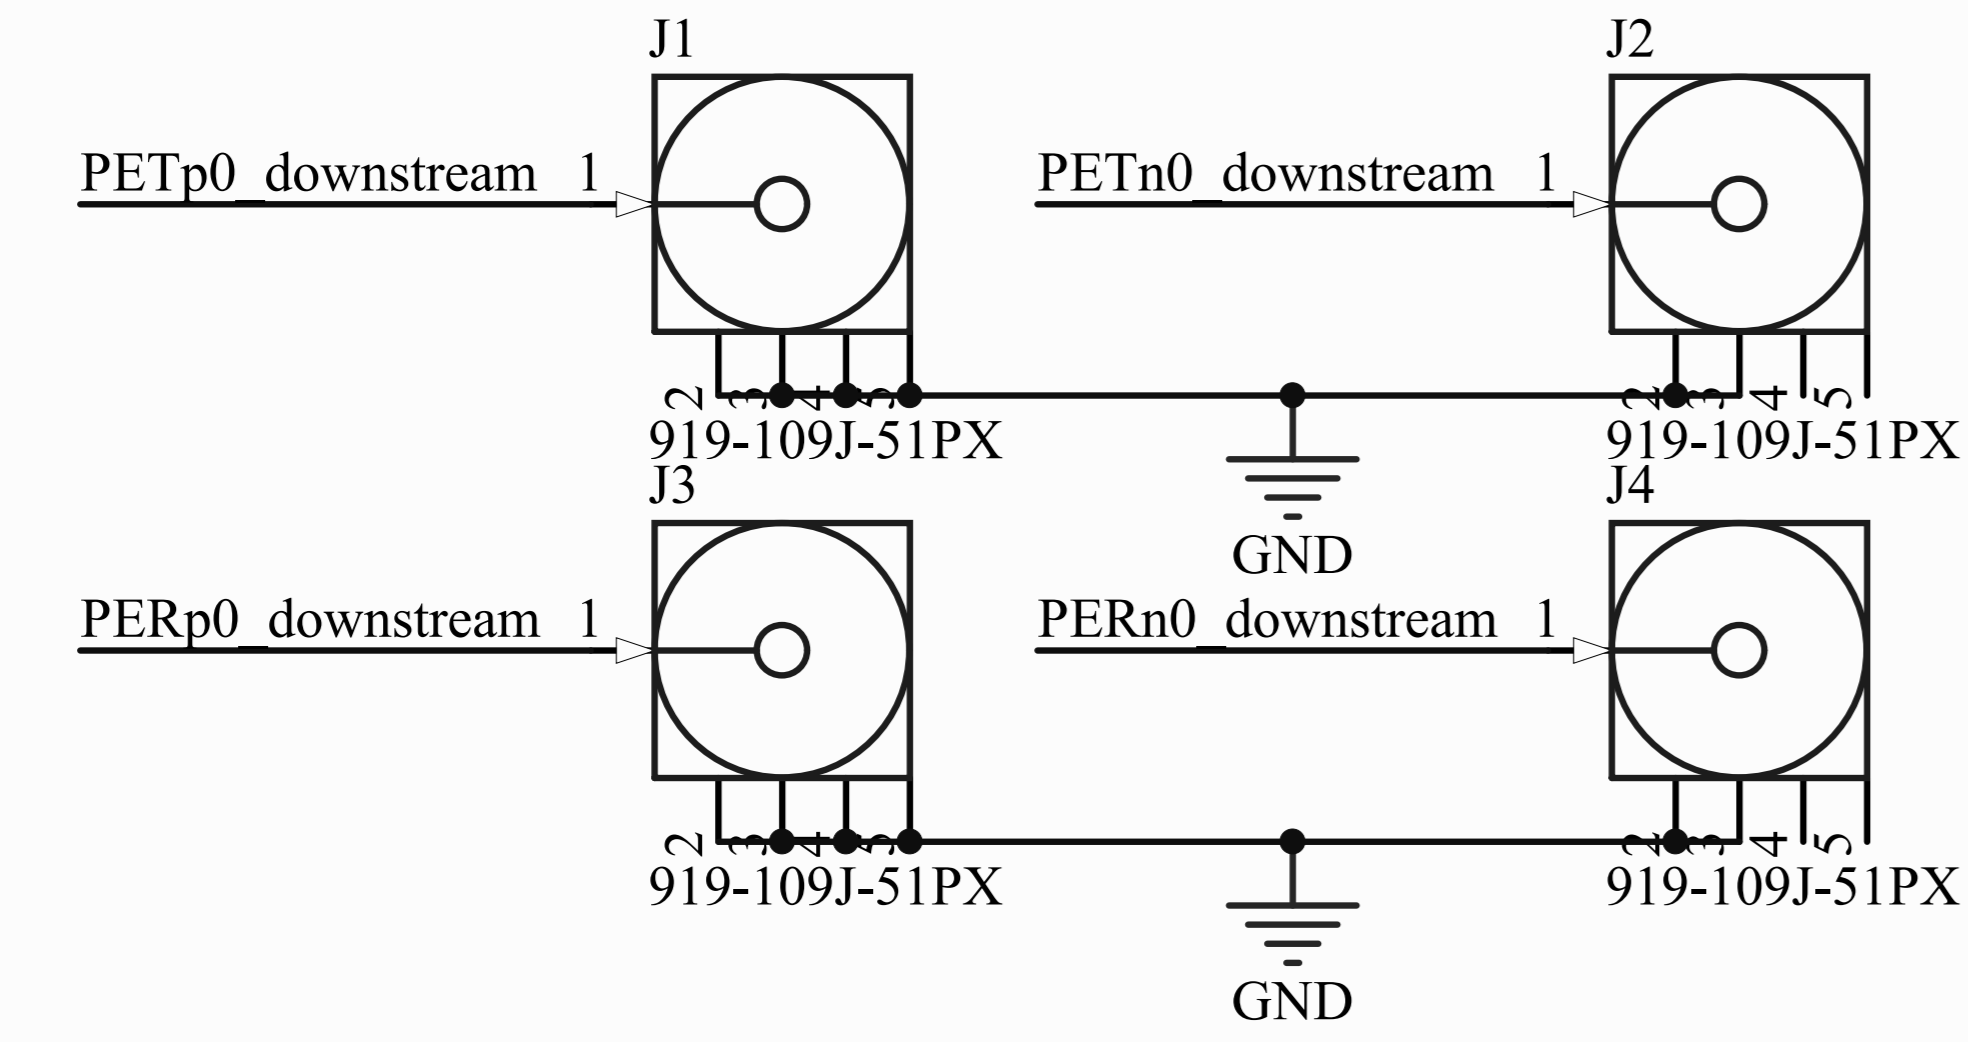 J1
J2
PETp0_downstream 1
PETn0_downstream 1
2 3 4 5
2 3 4 5
919-109J-51PX
919-109J-51PX
GND
J3
J4
PERp0_downstream 1
PERn0_downstream 1
2 3 4 5
2 3 4 5
919-109J-51PX
919-109J-51PX
GND